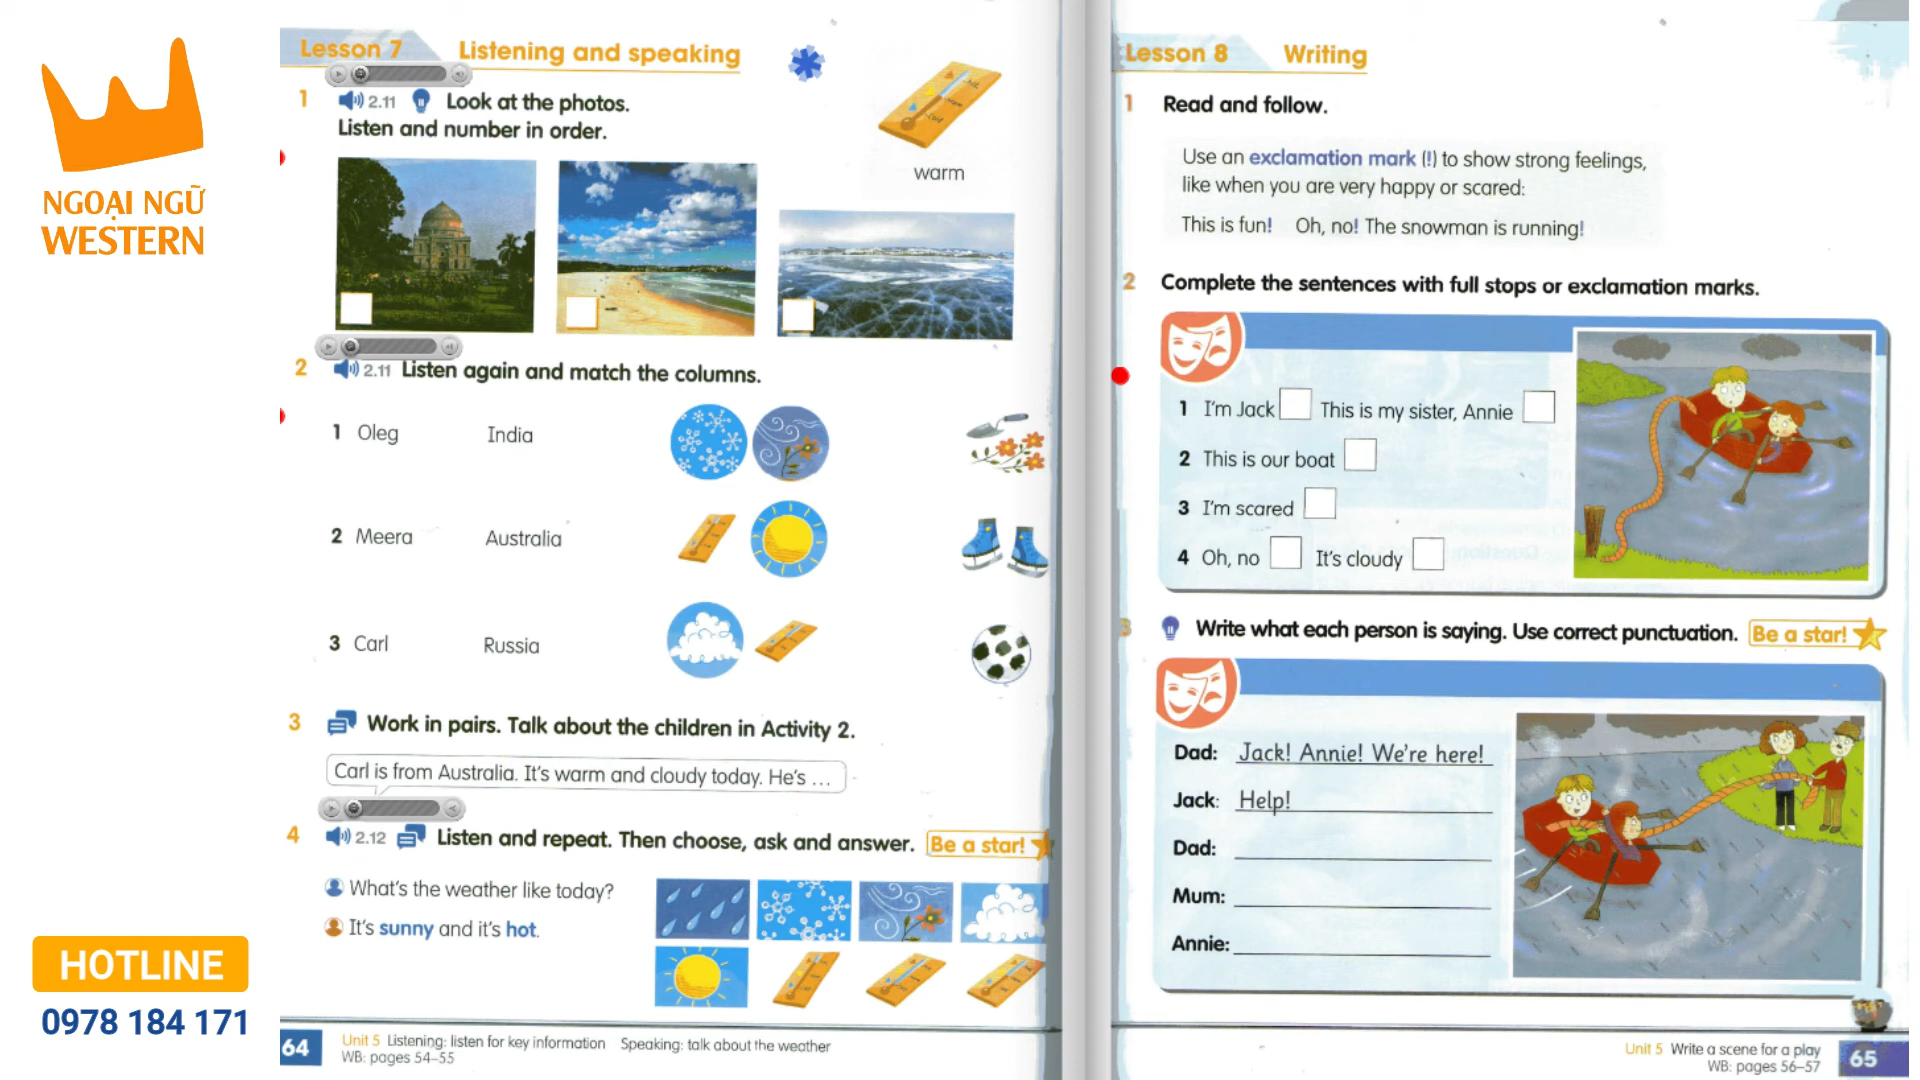 NGOẠI NGỮ
WESTERN
HOTLINE
0978 184 171
Lesson 7 Listening and speaking
1 2.11 Look at the photos.
Listen and number in order.
warm
2 2.11 Listen again and match the columns.
1 Oleg India
2 Meera Australia
3 Carl Russia
3 Work in pairs. Talk about the children in Activity 2.
Carl is from Australia. It's warm and cloudy today. He's ...
4 2.12 Listen and repeat. Then choose, ask and answer. Be a star!
What's the weather like today?
It's sunny and it's hot.
64 Unit 5 Listening: listen for key information Speaking: talk about the weather
WB: pages 54–55
Lesson 8 Writing
1 Read and follow.
Use an exclamation mark (!) to show strong feelings,
like when you are very happy or scared:
This is fun! Oh, no! The snowman is running!
2 Complete the sentences with full stops or exclamation marks.
1 I'm Jack This is my sister, Annie
2 This is our boat
3 I'm scared
4 Oh, no It's cloudy
3 Write what each person is saying. Use correct punctuation. Be a star!
Dad: Jack! Annie! We're here!
Jack: Help!
Dad:
Mum:
Annie:
Unit 5 Write a scene for a play
WB: pages 56–57 65